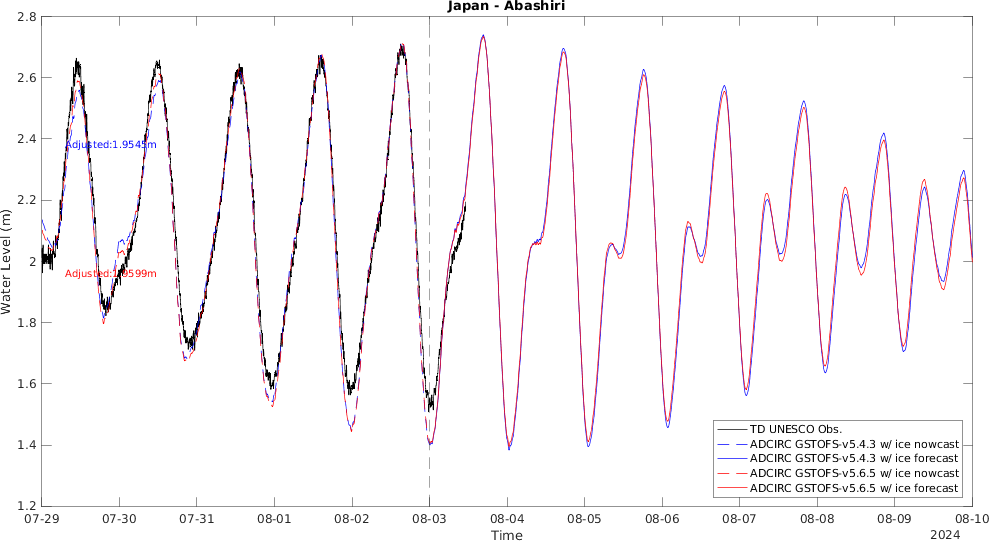 Japan - Abashiri
2.8
2.6
2.4
2.2
2
1.8
1.6
1.4
1.2
Water Level (m)
Adjusted:1.9545m
Adjusted:1.9599m
TD UNESCO Obs.
ADCIRC GSTOFS-v5.4.3 w/ ice nowcast
ADCIRC GSTOFS-v5.4.3 w/ ice forecast
ADCIRC GSTOFS-v5.6.5 w/ ice nowcast
ADCIRC GSTOFS-v5.6.5 w/ ice forecast
07-29 07-30 07-31 08-01 08-02 08-03 08-04 08-05 08-06 08-07 08-08 08-09 08-10
Time
2024